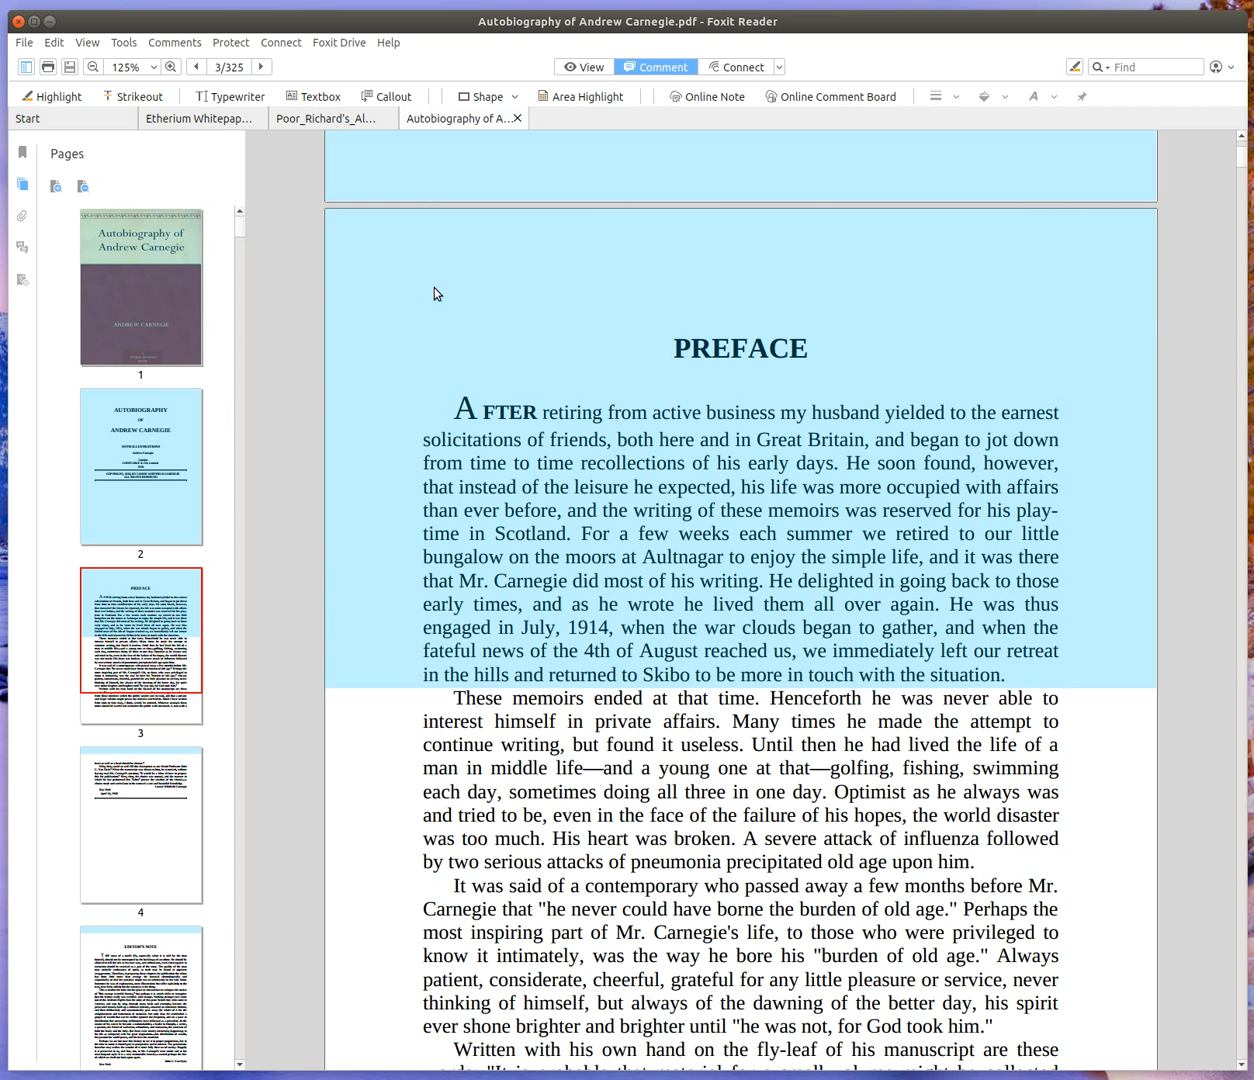 Autobiography of Andrew Carnegie.pdf - Foxit Reader
File Edit View Tools Comments Protect Connect Foxit Drive Help
125% 3/325 View Comment Connect Find
Highlight Strikeout Typewriter Textbox Callout Shape Area Highlight Online Note Online Comment Board
Start Etherium Whitepap... Poor_Richard's_Al... Autobiography of A...
Pages
Autobiography of
Andrew Carnegie
ANDREW CARNEGIE
1
AUTOBIOGRAPHY
OF
ANDREW CARNEGIE
WITH ILLUSTRATIONS
2
PREFACE
3
4
EDITOR'S NOTE
PREFACE
AFTER retiring from active business my husband yielded to the earnest
solicitations of friends, both here and in Great Britain, and began to jot down
from time to time recollections of his early days. He soon found, however,
that instead of the leisure he expected, his life was more occupied with affairs
than ever before, and the writing of these memoirs was reserved for his play-
time in Scotland. For a few weeks each summer we retired to our little
bungalow on the moors at Aultnagar to enjoy the simple life, and it was there
that Mr. Carnegie did most of his writing. He delighted in going back to those
early times, and as he wrote he lived them all over again. He was thus
engaged in July, 1914, when the war clouds began to gather, and when the
fateful news of the 4th of August reached us, we immediately left our retreat
in the hills and returned to Skibo to be more in touch with the situation.
These memoirs ended at that time. Henceforth he was never able to
interest himself in private affairs. Many times he made the attempt to
continue writing, but found it useless. Until then he had lived the life of a
man in middle life—and a young one at that—golfing, fishing, swimming
each day, sometimes doing all three in one day. Optimist as he always was
and tried to be, even in the face of the failure of his hopes, the world disaster
was too much. His heart was broken. A severe attack of influenza followed
by two serious attacks of pneumonia precipitated old age upon him.
It was said of a contemporary who passed away a few months before Mr.
Carnegie that "he never could have borne the burden of old age." Perhaps the
most inspiring part of Mr. Carnegie's life, to those who were privileged to
know it intimately, was the way he bore his "burden of old age." Always
patient, considerate, cheerful, grateful for any little pleasure or service, never
thinking of himself, but always of the dawning of the better day, his spirit
ever shone brighter and brighter until "he was not, for God took him."
Written with his own hand on the fly-leaf of his manuscript are these